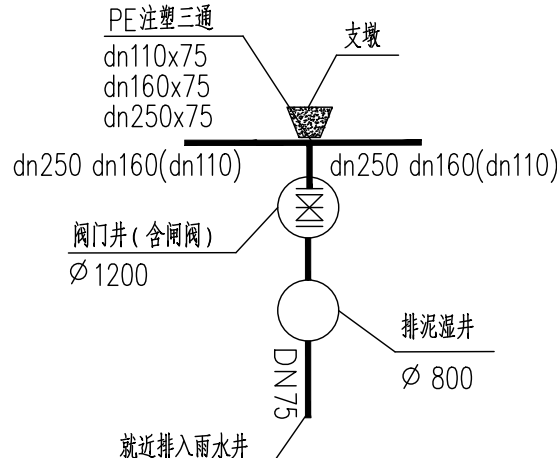 PE注塑三通
支墩
dn110x75
dn160x75
dn250x75
dn250 dn160(dn110)
dn250 dn160(dn110)
阀门井(含闸阀)
Ø1200
排泥湿井
Ø 800
DN75
就近排入雨水井